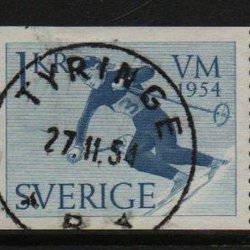 1 KR VM
1954
TYRINGE
27.11.54
SVERIGE